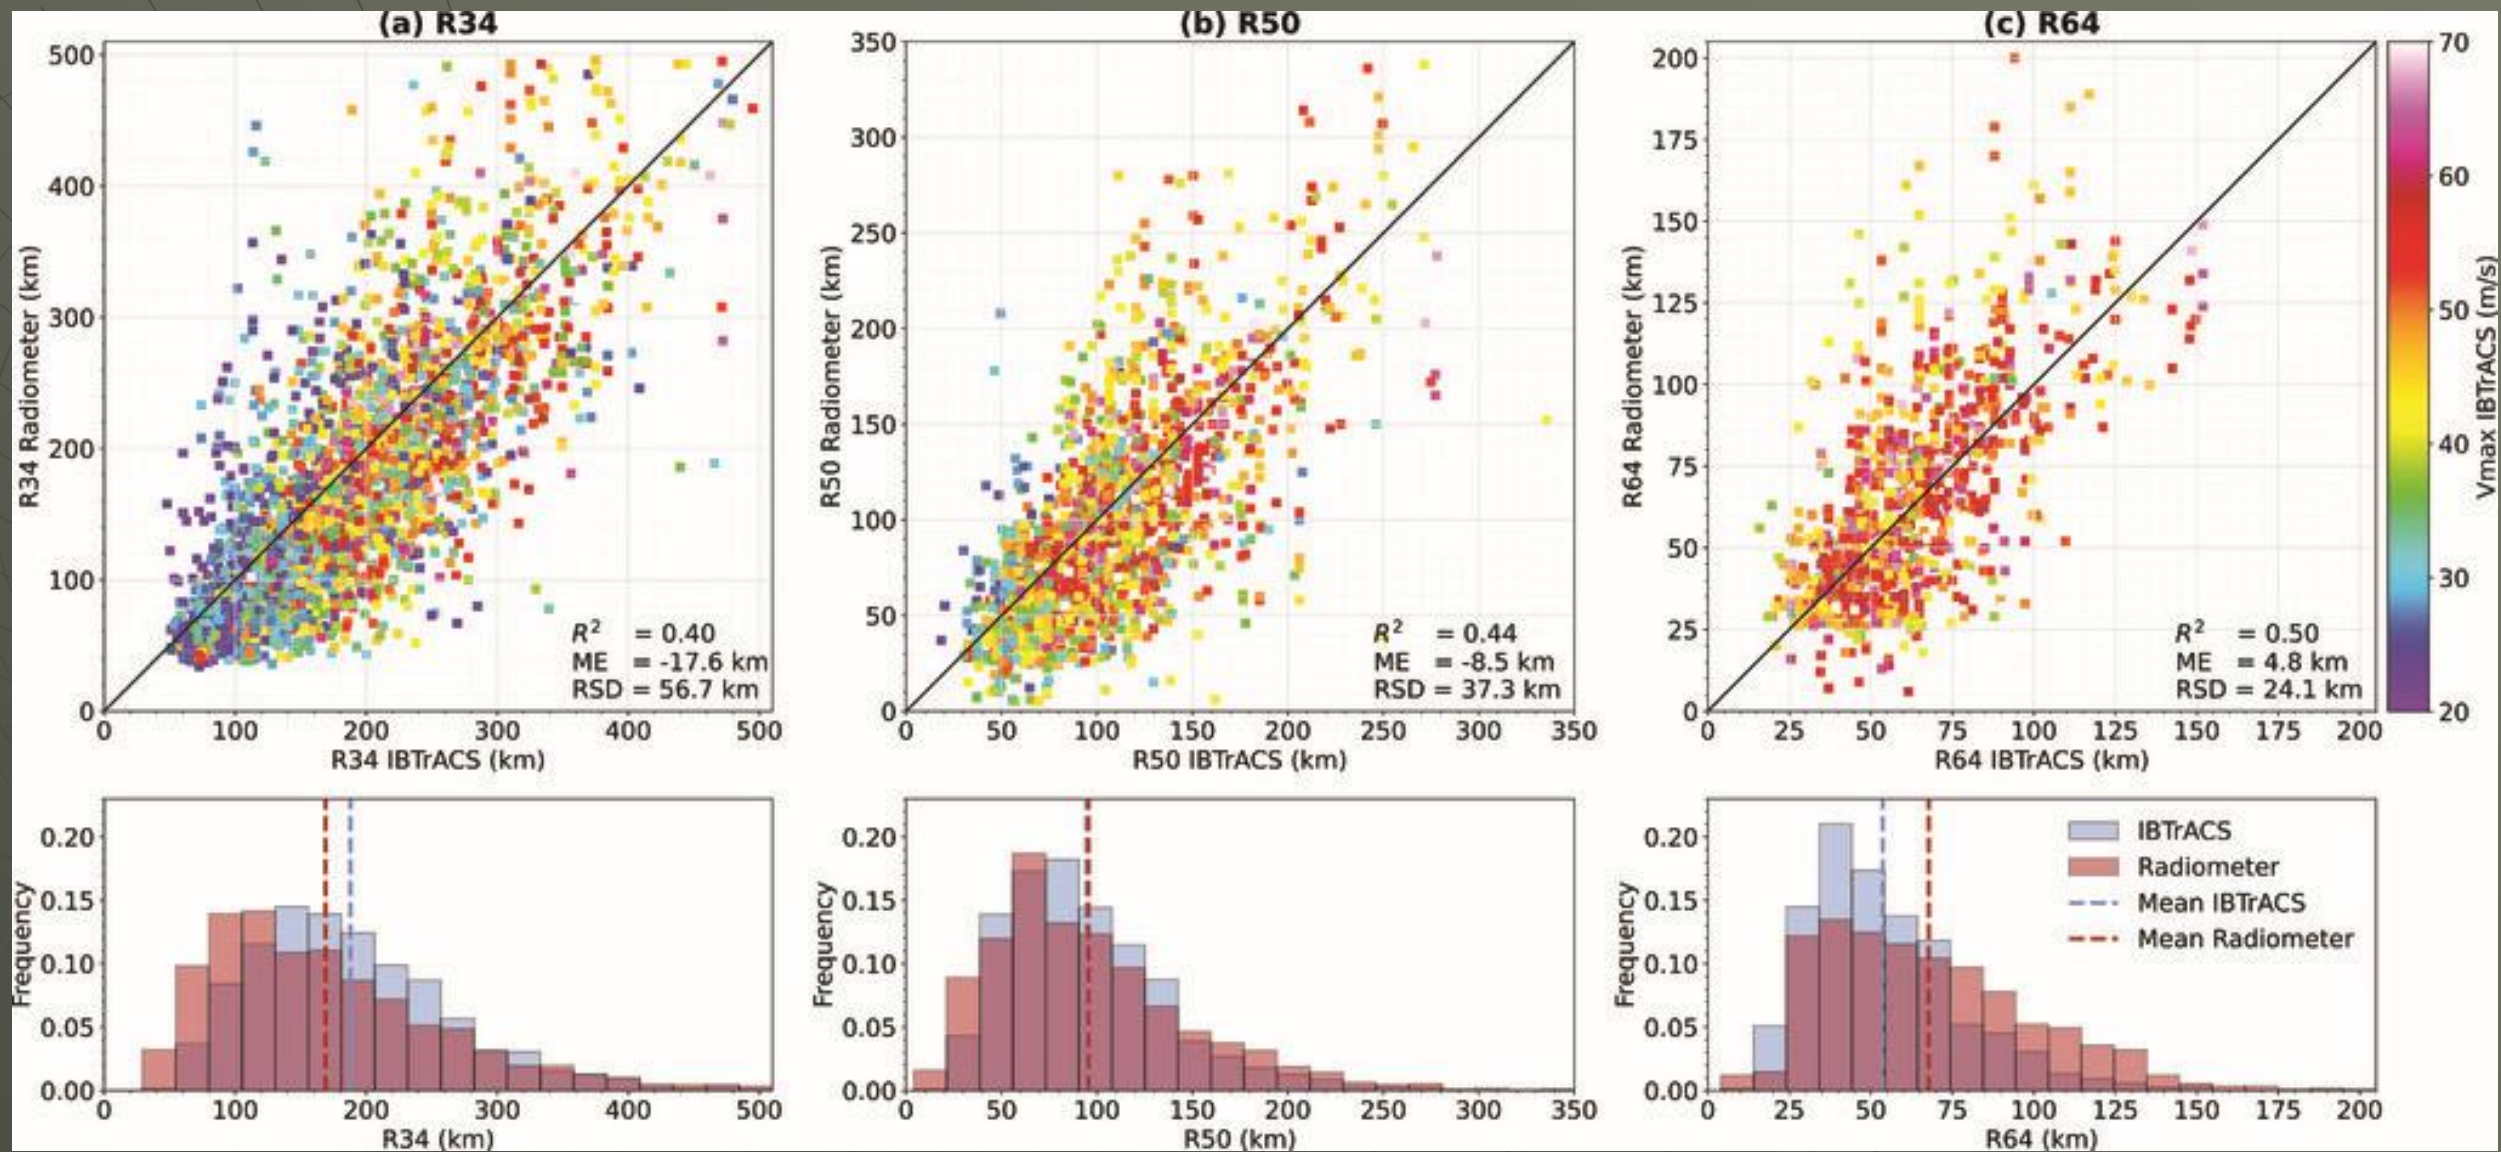 (a) R34
(b) R50
(c) R64
R34 Radiometer (km)
500
400
300
200
100
0
R² = 0.40
ME = -17.6 km
RSD = 56.7 km
0 100 200 300 400 500
R34 IBTrACS (km)
R50 Radiometer (km)
350
300
250
200
150
100
50
0
R² = 0.44
ME = -8.5 km
RSD = 37.3 km
0 50 100 150 200 250 300 350
R50 IBTrACS (km)
R64 Radiometer (km)
200
175
150
125
100
75
50
25
0
R² = 0.50
ME = 4.8 km
RSD = 24.1 km
0 25 50 75 100 125 150 175 200
R64 IBTrACS (km)
70
60
50
40
30
20
Vmax IBTrACS (m/s)
Frequency
0.20
0.15
0.10
0.05
0.00
0 100 200 300 400 500
R34 (km)
Frequency
0.20
0.15
0.10
0.05
0.00
0 50 100 150 200 250 300 350
R50 (km)
Frequency
0.20
0.15
0.10
0.05
0.00
IBTrACS
Radiometer
Mean IBTrACS
Mean Radiometer
0 25 50 75 100 125 150 175 200
R64 (km)